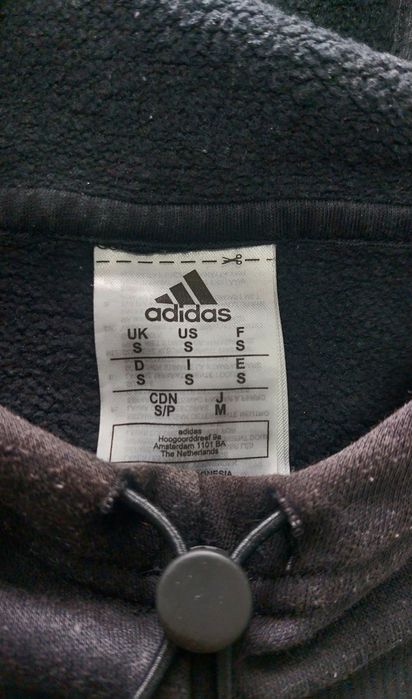 adidas
UK US F
S S S
D I E
S S S
CDN J
S/P M
adidas
Hoogoorddreef 9a
Amsterdam 1101 BA
The Netherlands